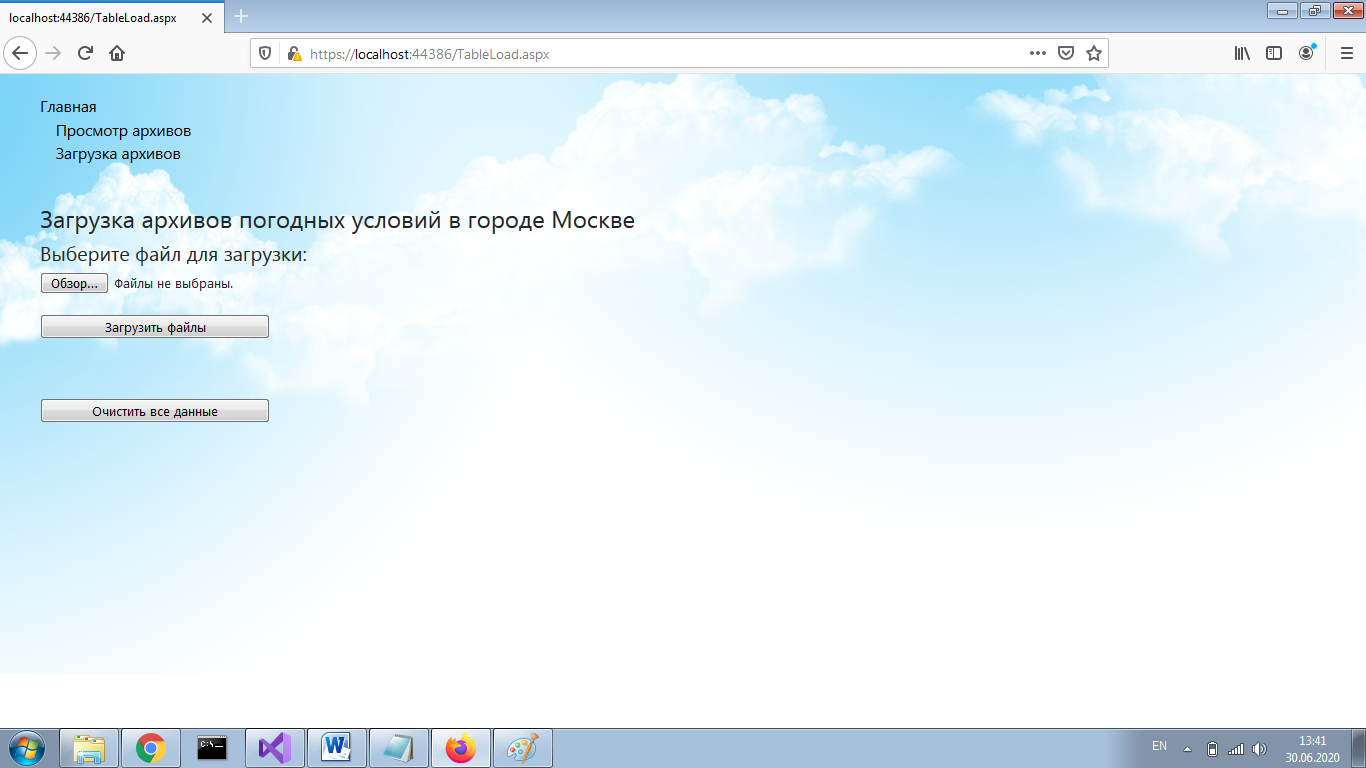 localhost:44386/TableLoad.aspx
https://localhost:44386/TableLoad.aspx
Главная
Просмотр архивов
Загрузка архивов
Загрузка архивов погодных условий в городе Москве
Выберите файл для загрузки:
Обзор... Файлы не выбраны.
Загрузить файлы
Очистить все данные
C:\
W
EN
13:41
30.06.2020